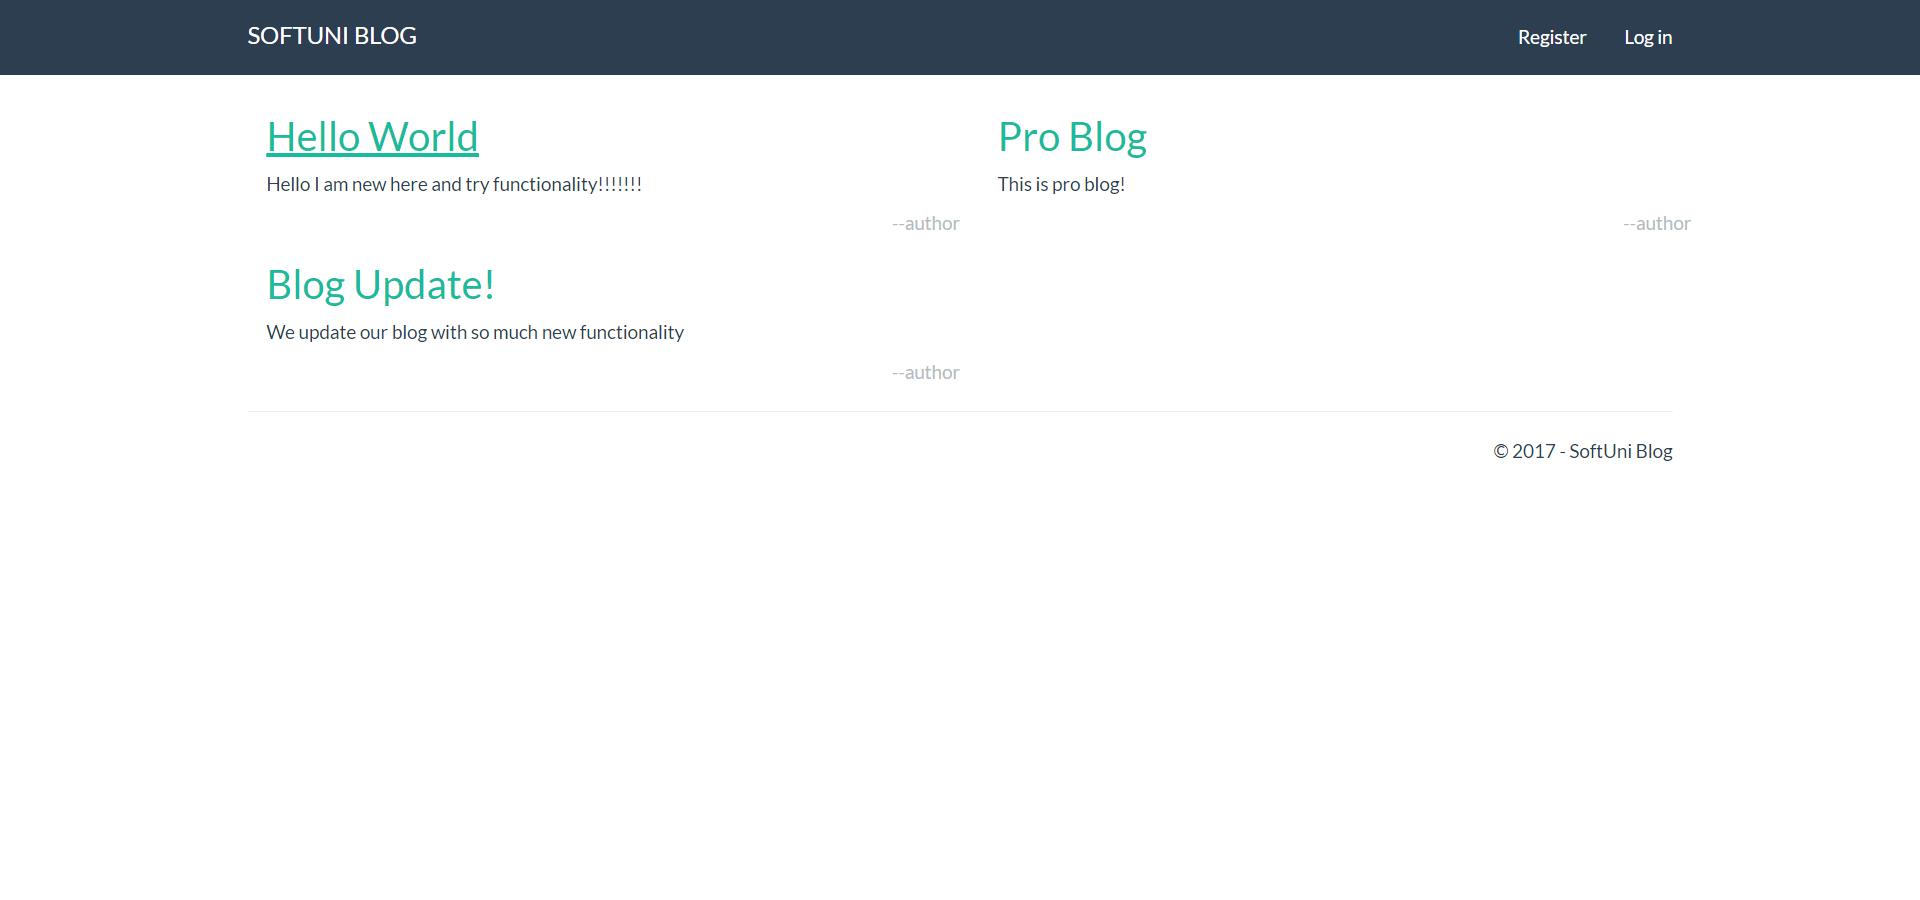 SOFTUNI BLOG
Register
Log in
Hello World
Hello I am new here and try functionality!!!!!!!
--author
Pro Blog
This is pro blog!
--author
Blog Update!
We update our blog with so much new functionality
--author
© 2017 - SoftUni Blog